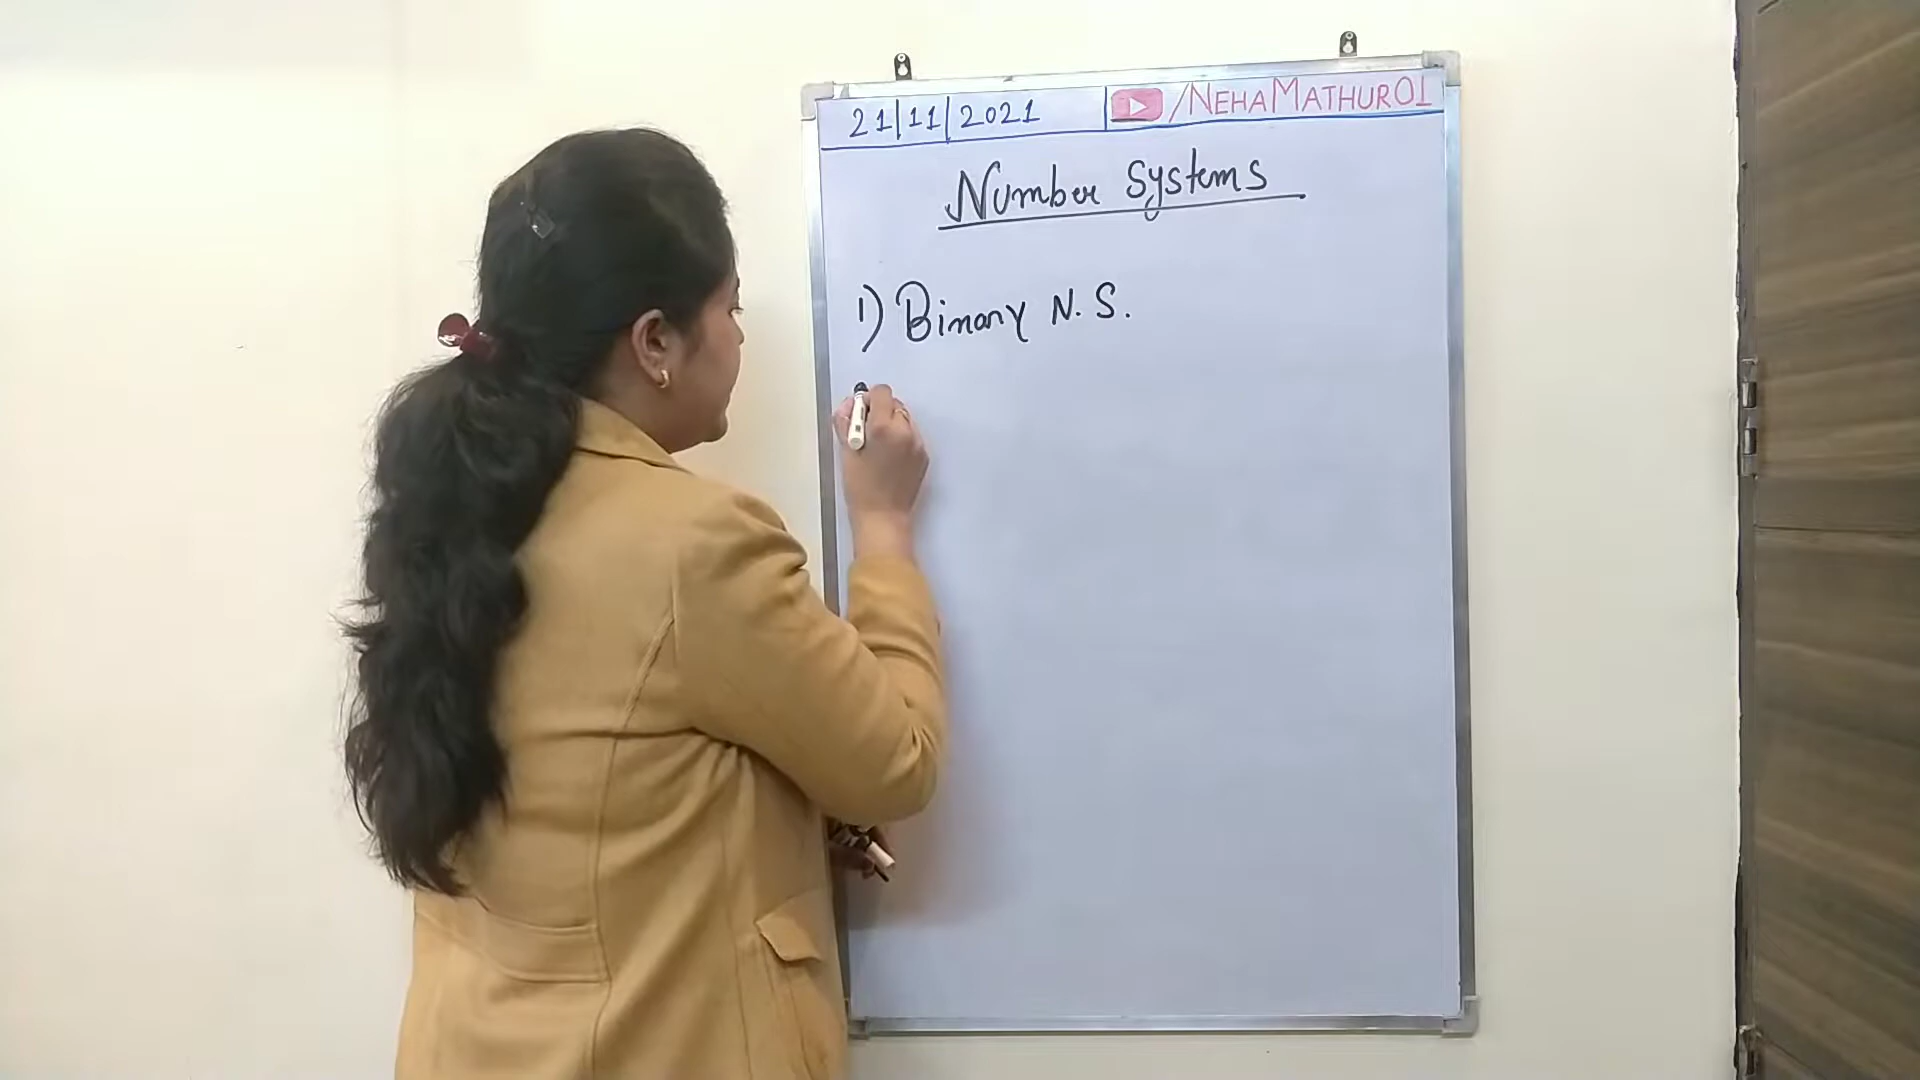 21/11/2021 /NEHAMATHUR01
Number Systems
1) Binary N.S.